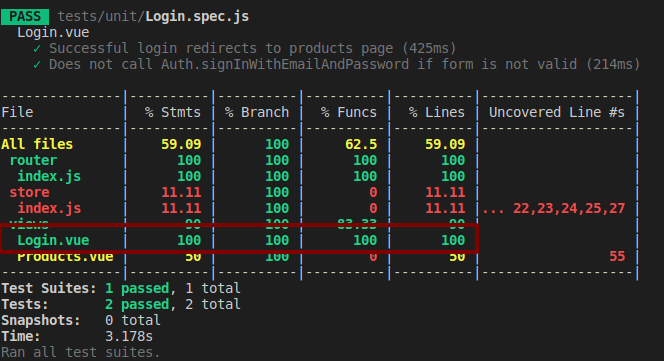 PASS tests/unit/Login.spec.js
Login.vue
✓ Successful login redirects to products page (425ms)
✓ Does not call Auth.signInWithEmailAndPassword if form is not valid (214ms)
---------------|----------|----------|----------|----------|-------------------|
File | % Stmts | % Branch | % Funcs | % Lines | Uncovered Line #s |
---------------|----------|----------|----------|----------|-------------------|
All files | 59.09 | 100 | 62.5 | 59.09 | |
router | 100 | 100 | 100 | 100 | |
index.js | 100 | 100 | 100 | 100 | |
store | 11.11 | 100 | 0 | 11.11 | |
index.js | 11.11 | 100 | 0 | 11.11 |... 22,23,24,25,27 |
views | 90 | 100 | 83.33 | 90 | |
Login.vue | 100 | 100 | 100 | 100 | |
Products.vue | 50 | 100 | 0 | 50 | 55 |
---------------|----------|----------|----------|----------|-------------------|
Test Suites: 1 passed, 1 total
Tests: 2 passed, 2 total
Snapshots: 0 total
Time: 3.178s
Ran all test suites.